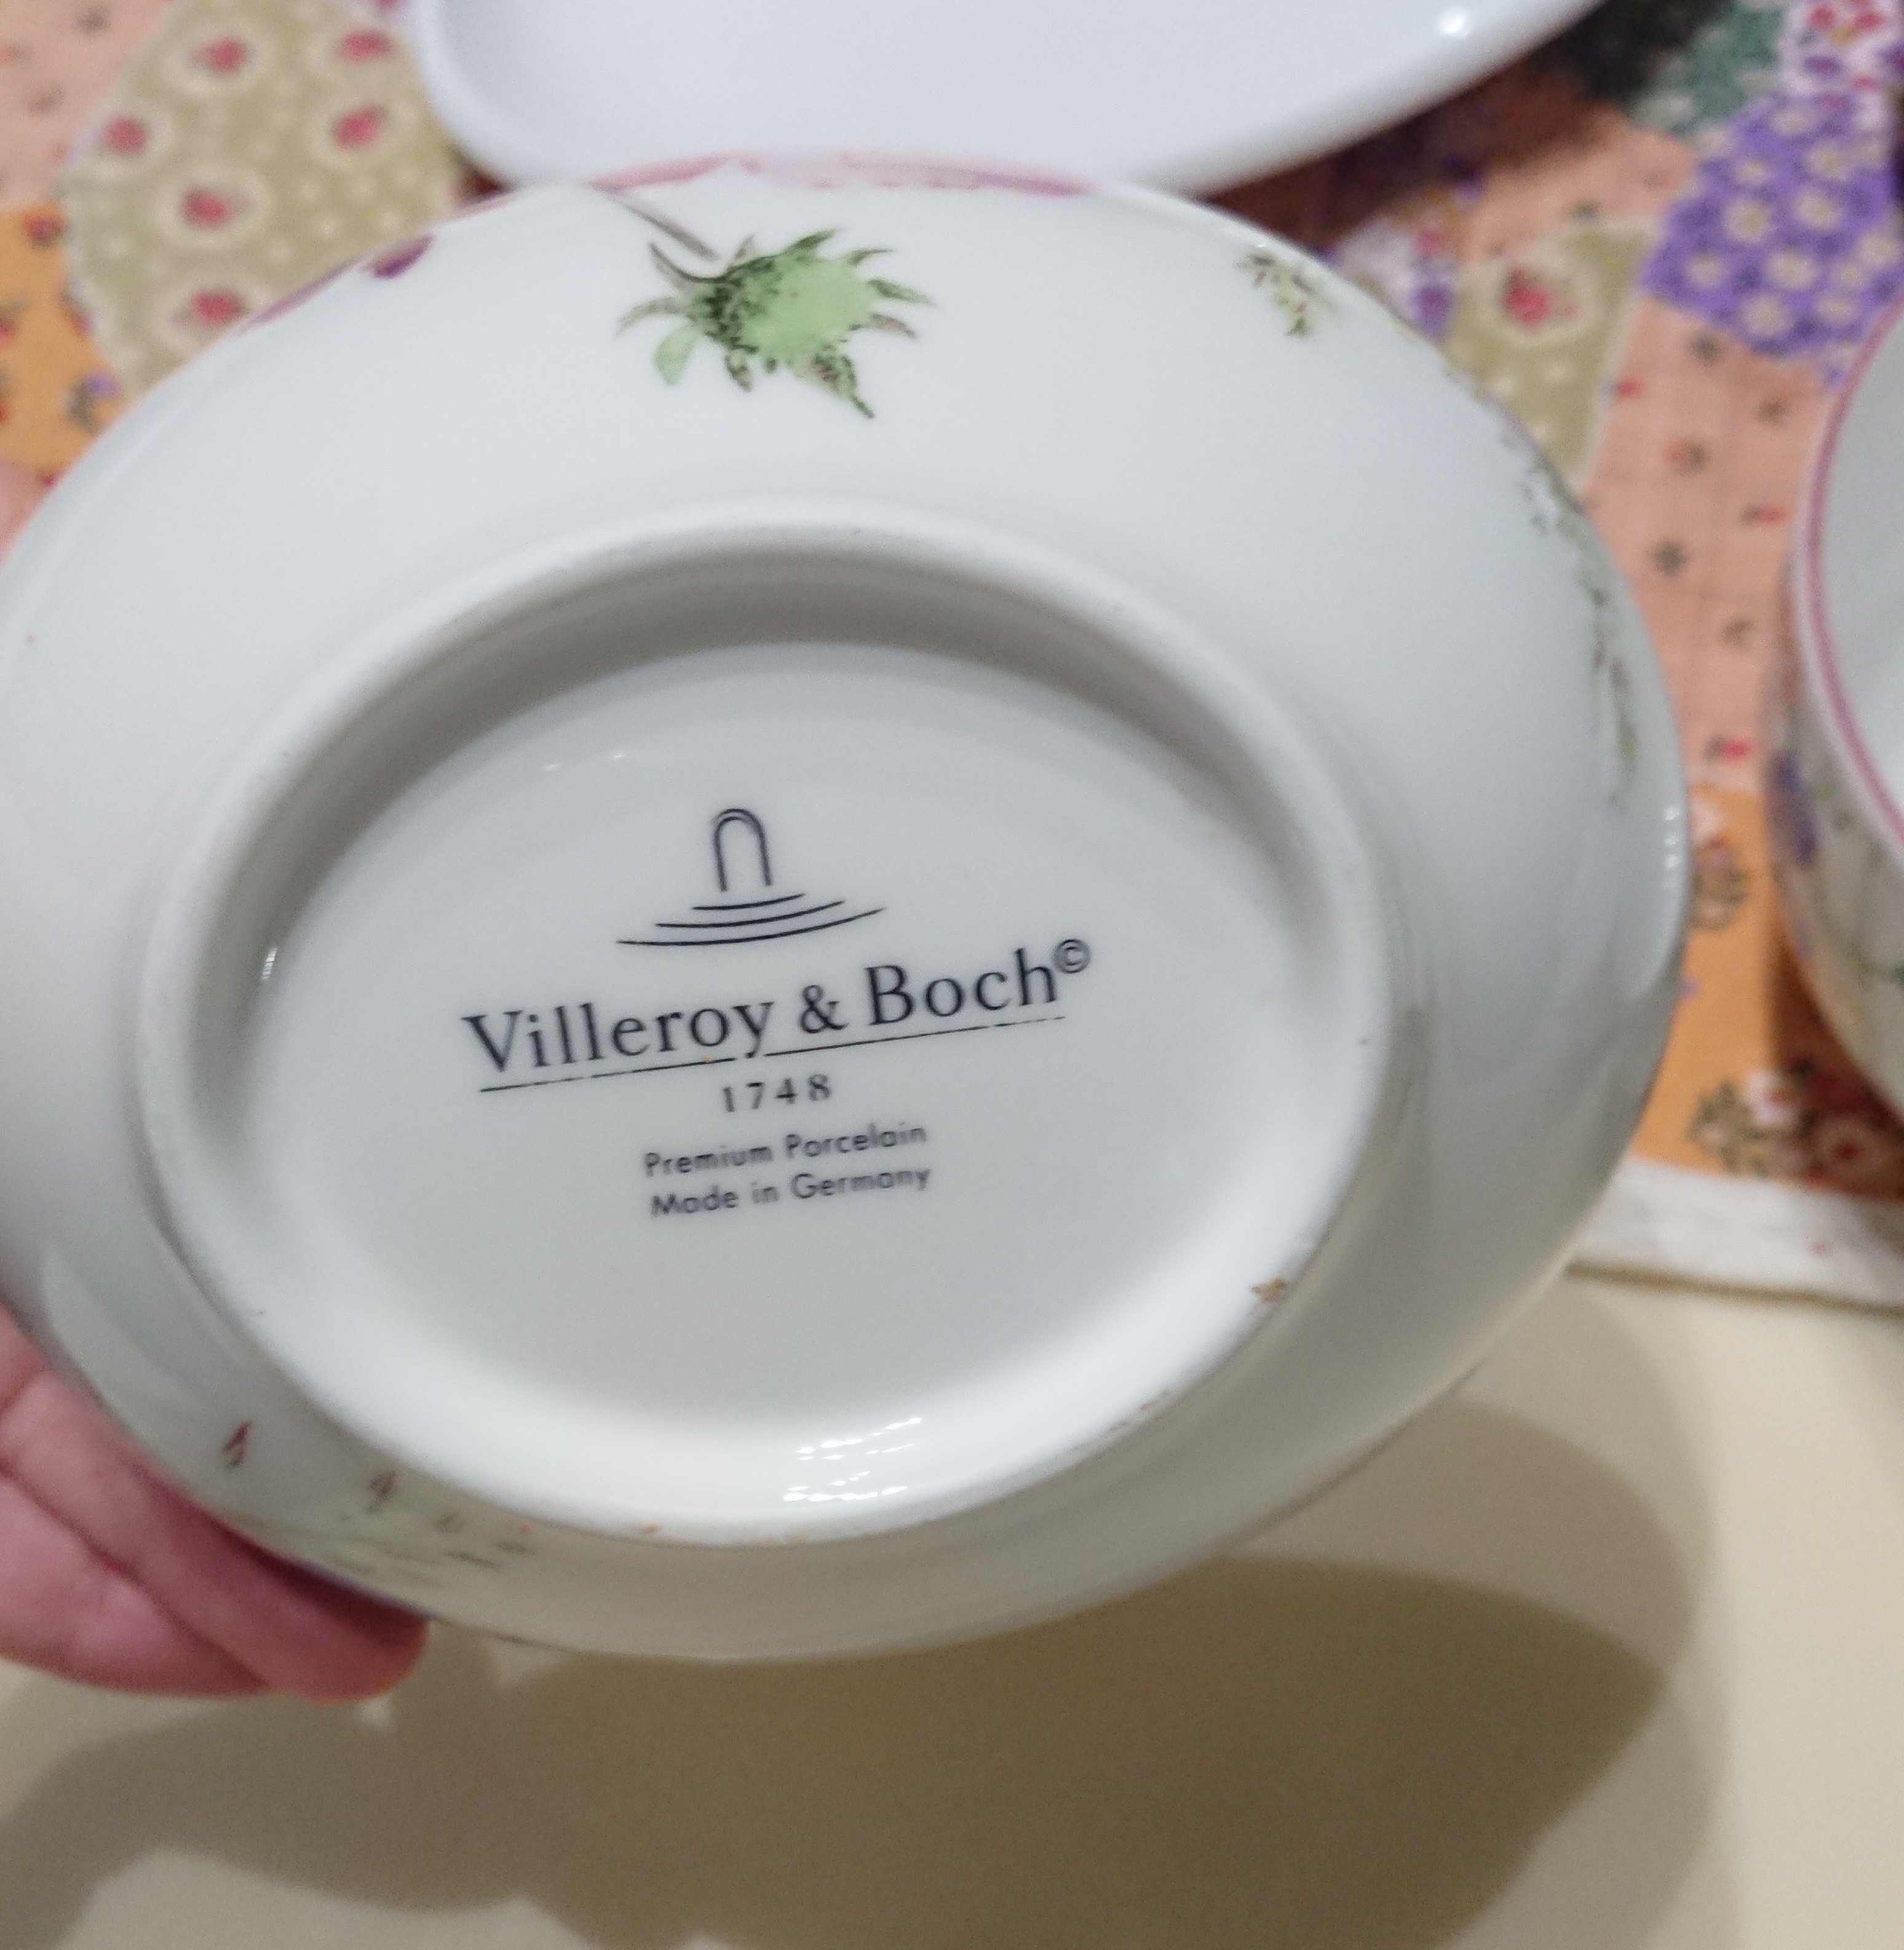 Villeroy & Boch©
1748
Premium Porcelain
Made in Germany